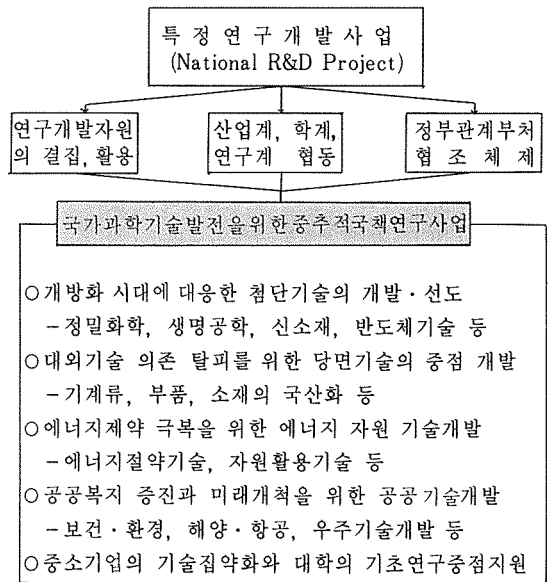 특정연구개발사업
(National R&D Project)
연구개발자원
의 결집, 활용
산업계, 학계,
연구계 협동
정부관계부처
협 조 체 제
국가과학기술발전을위한중추적국책연구사업
○개방화 시대에 대응한 첨단기술의 개발·선도
－정밀화학, 생명공학, 신소재, 반도체기술 등
○대외기술 의존 탈피를 위한 당면기술의 중점 개발
－기계류, 부품, 소재의 국산화 등
○에너지제약 극복을 위한 에너지 자원 기술개발
－에너지절약기술, 자원활용기술 등
○공공복지 증진과 미래개척을 위한 공공기술개발
－보건·환경, 해양·항공, 우주기술개발 등
○중소기업의 기술집약화와 대학의 기초연구중점지원